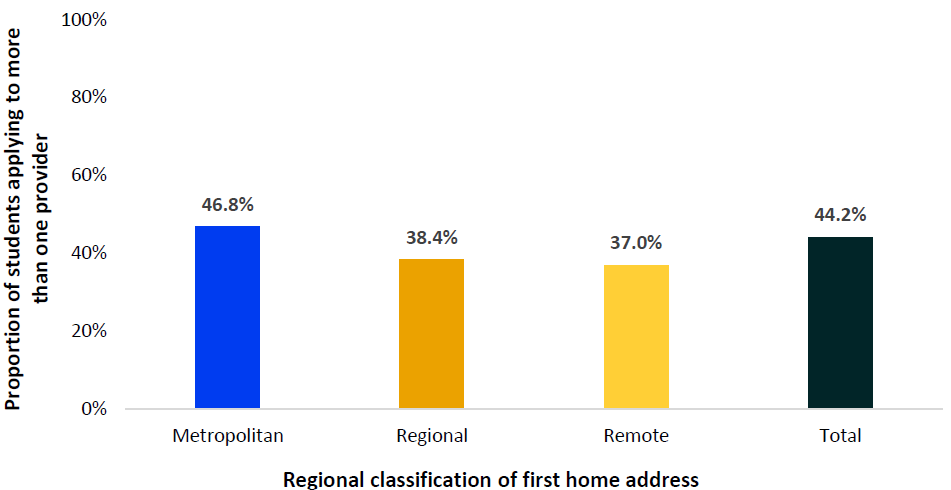 Proportion of students applying to more
than one provider
100%
80%
60%
40%
20%
0%
46.8%
38.4%
37.0%
44.2%
Metropolitan
Regional
Remote
Total
Regional classification of first home address